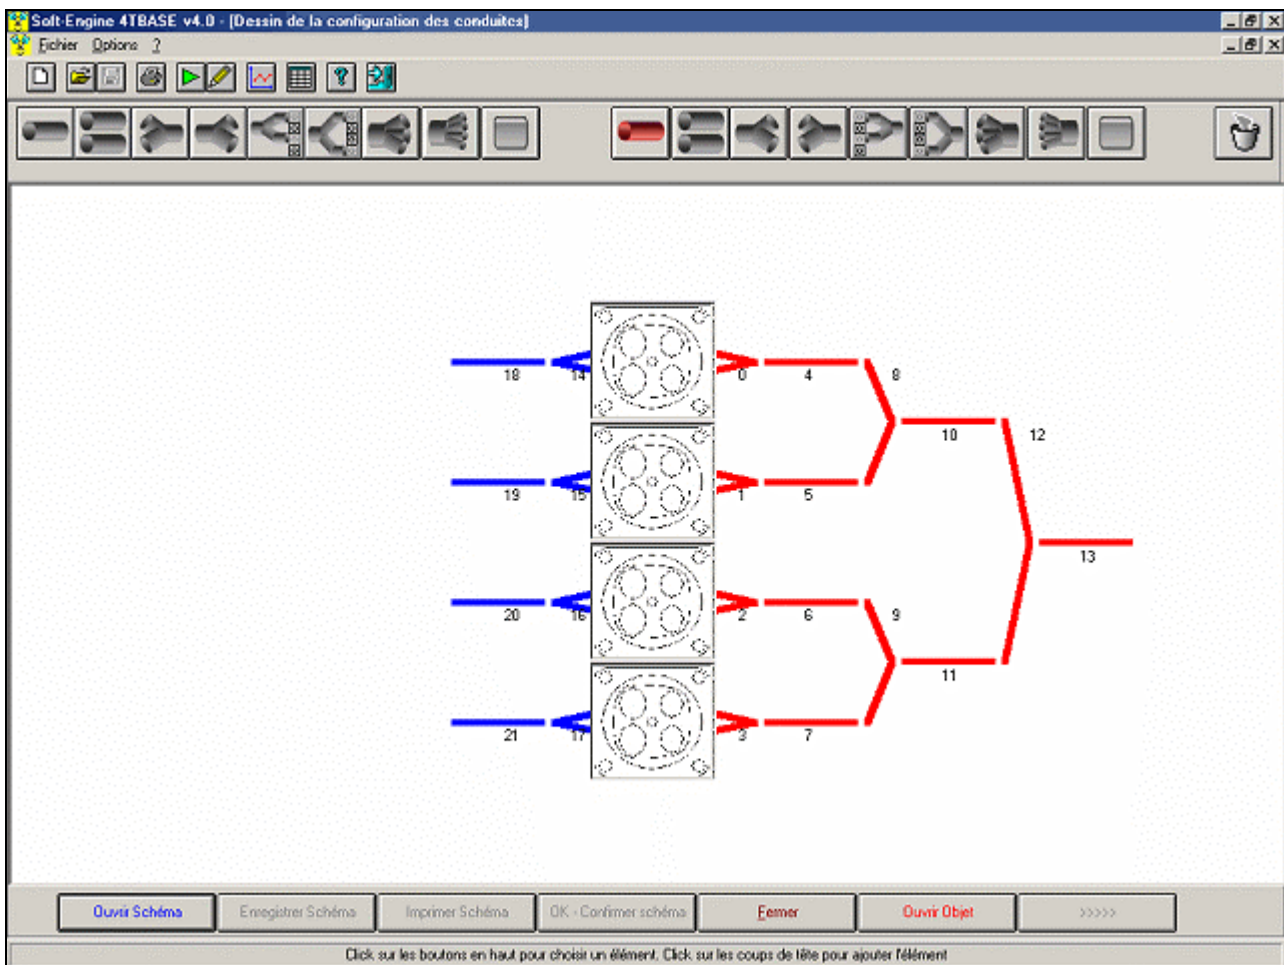 Soft-Engine 4TBASE v4.0 - (Dessin de la configuration des conduites)
Fichier Options ?
18 14 0 4 8
10 12
19 15 1 5
13
20 16 2 6 9
11
21 17 3 7
Ouvrir Schéma Enregistrer Schéma Imprimer Schéma OK - Confirmer schéma Fermer Ouvrir Objet >>>>>
Click sur les boutons en haut pour choisir un élément. Click sur les coups de tête pour ajouter l'élément